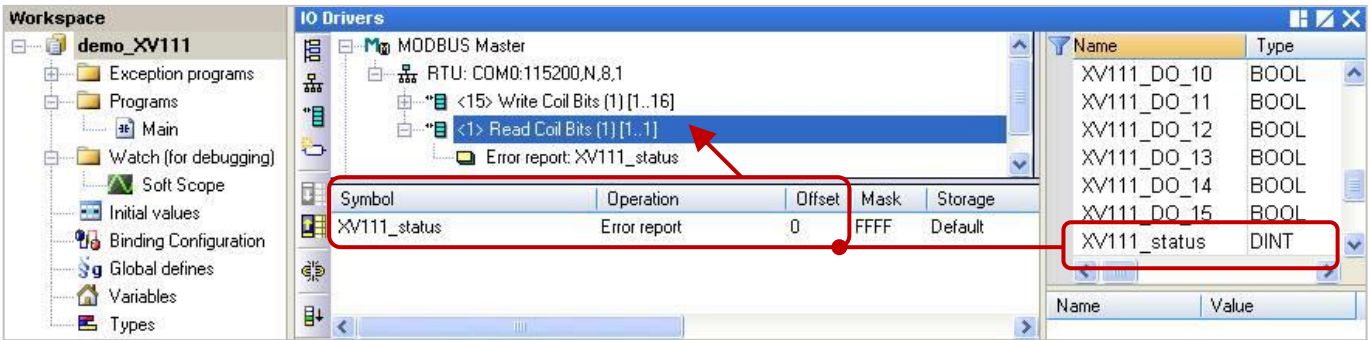 Workspace
demo_XV111
Exception programs
Programs
Main
Watch (for debugging)
Soft Scope
Initial values
Binding Configuration
Global defines
Variables
Types
IO Drivers
MODBUS Master
RTU: COM0:115200,N,8,1
<15> Write Coil Bits (1) [1..16]
<1> Read Coil Bits (1) [1..1]
Error report: XV111_status
Symbol Operation Offset Mask Storage
XV111_status Error report 0 FFFF Default
Name Type
XV111_DO_10 BOOL
XV111_DO_11 BOOL
XV111_DO_12 BOOL
XV111_DO_13 BOOL
XV111_DO_14 BOOL
XV111_DO_15 BOOL
XV111_status DINT
Name Value